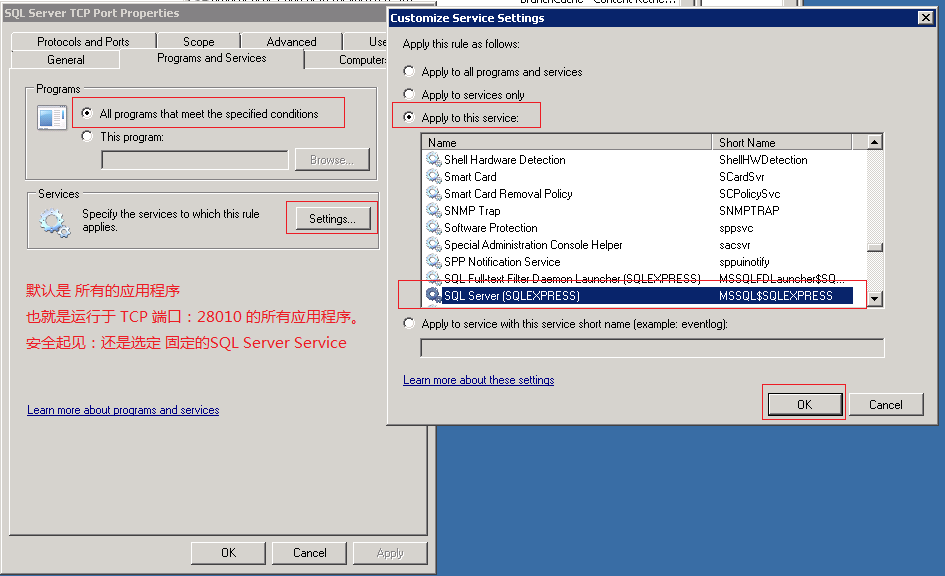 SQL Server TCP Port Properties
Protocols and Ports
Scope
Advanced
General
Programs and Services
Programs
All programs that meet the specified conditions
This program:
Browse...
Services
Specify the services to which this rule
applies.
Settings...
默认是 所有的应用程序
也就是运行于 TCP 端口：28010 的所有应用程序。
安全起见：还是选定 固定的SQL Server Service
Learn more about programs and services
OK
Cancel
Apply
Customize Service Settings
Apply this rule as follows:
Apply to all programs and services
Apply to services only
Apply to this service:
Name Short Name
Shell Hardware Detection ShellHWDetection
Smart Card SCardSvr
Smart Card Removal Policy SCPolicySvc
SNMP Trap SNMPTRAP
Software Protection sppsvc
Special Administration Console Helper sacsvr
SPP Notification Service sppuinotify
SQL Full-text Filter Daemon Launcher (SQLEXPRESS) MSSQLFDLauncher$SQ...
SQL Server (SQLEXPRESS) MSSQL$SQLEXPRESS
Apply to service with this service short name (example: eventlog):
Learn more about these settings
OK
Cancel